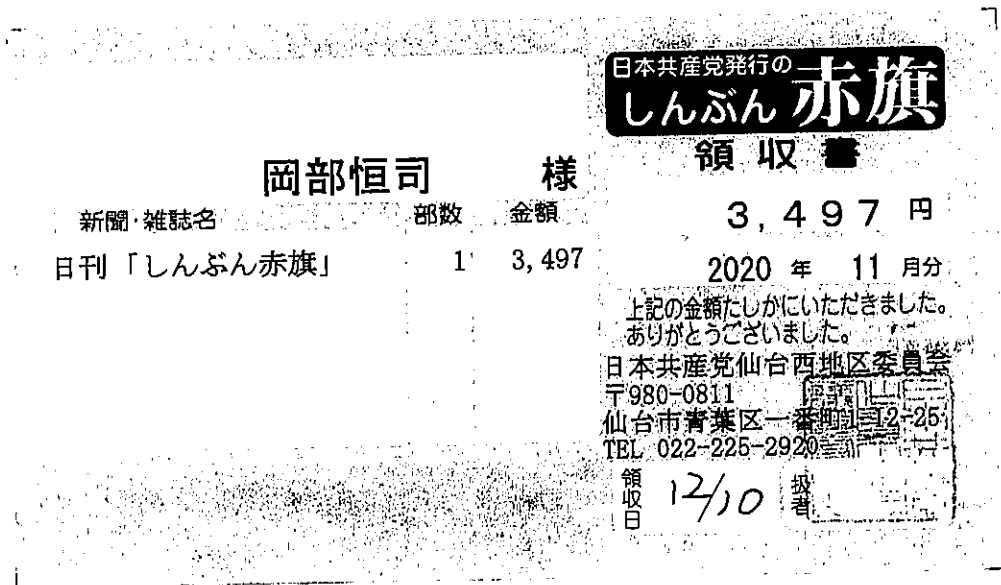 日本共産党発行の
しんぶん 赤旗
領収書
岡部恒司 様
新聞・雑誌名 部数 金額
日刊「しんぶん赤旗」 1 3,497
3,497 円
2020 年 11 月分
上記の金額たしかにいただきました。
ありがとうございました。
日本共産党仙台西地区委員会
〒980-0811
仙台市青葉区一番町1-12-25
TEL 022-225-2920
領収日 12/10 扱者